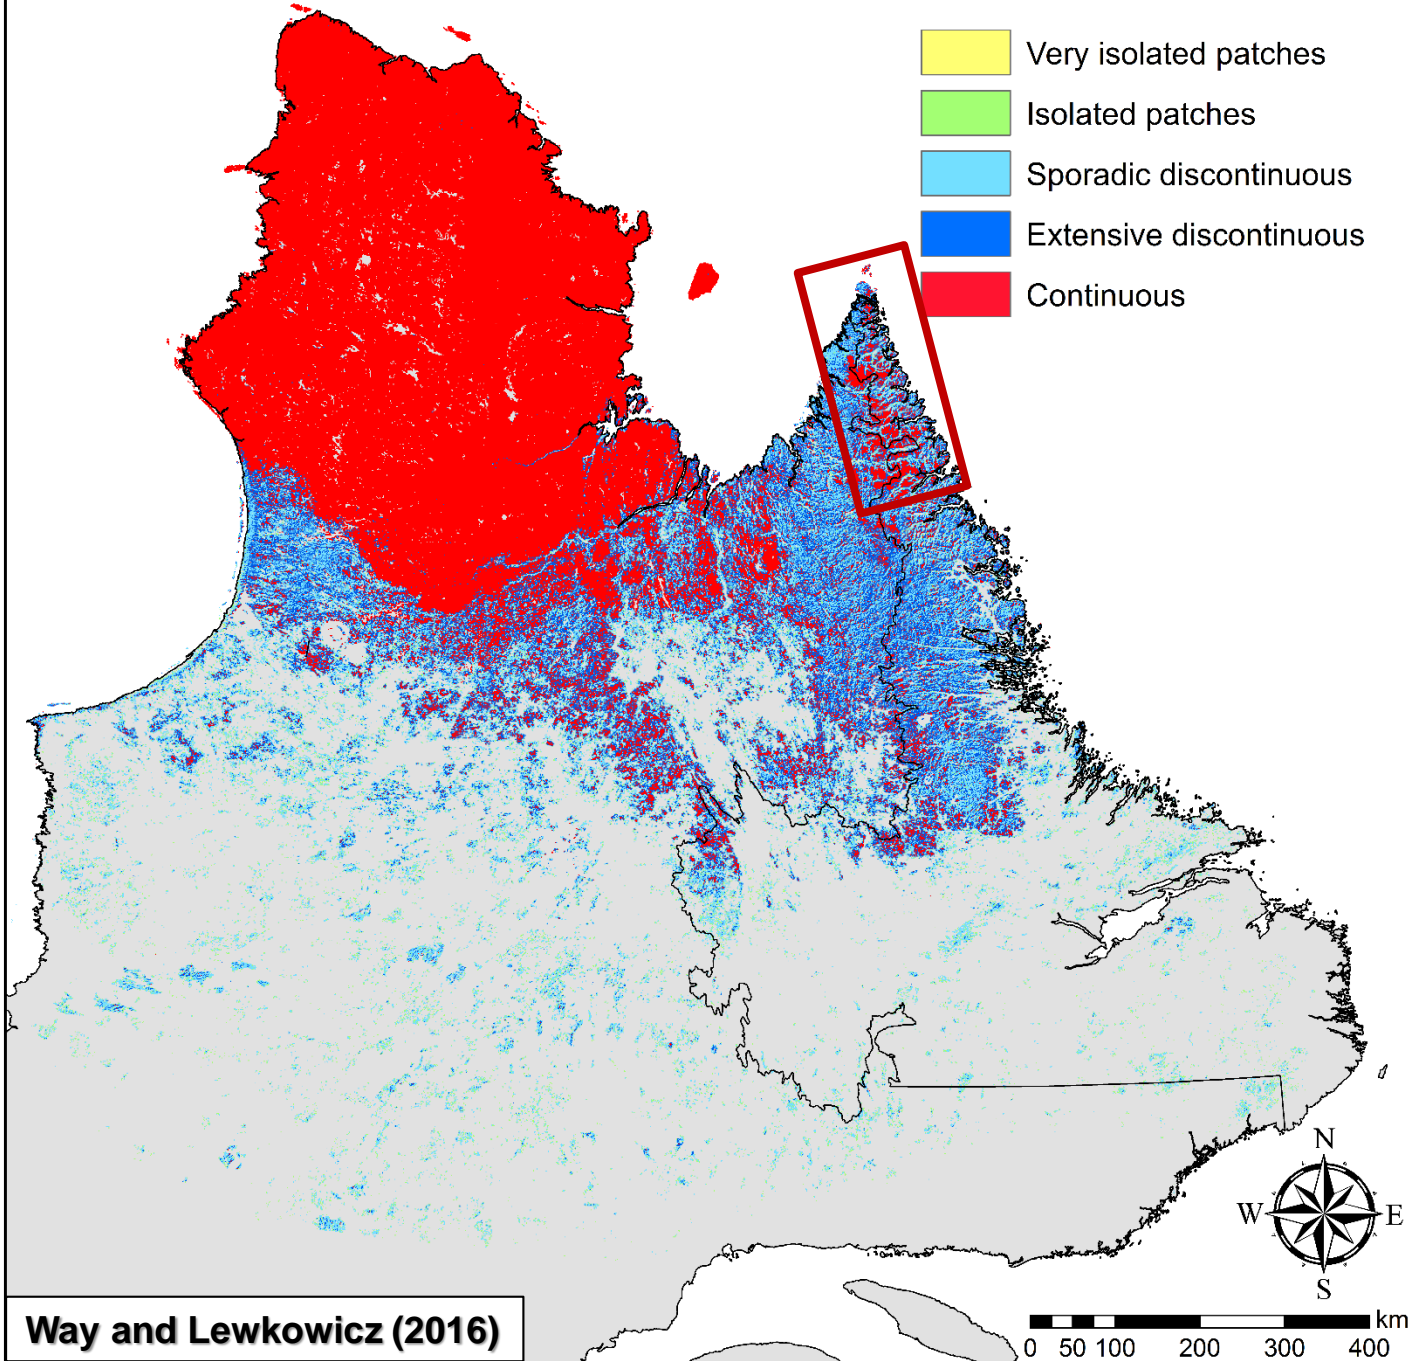 Very isolated patches
Isolated patches
Sporadic discontinuous
Extensive discontinuous
Continuous
N
W E
S
Way and Lewkowicz (2016)
km
0 50 100 200 300 400